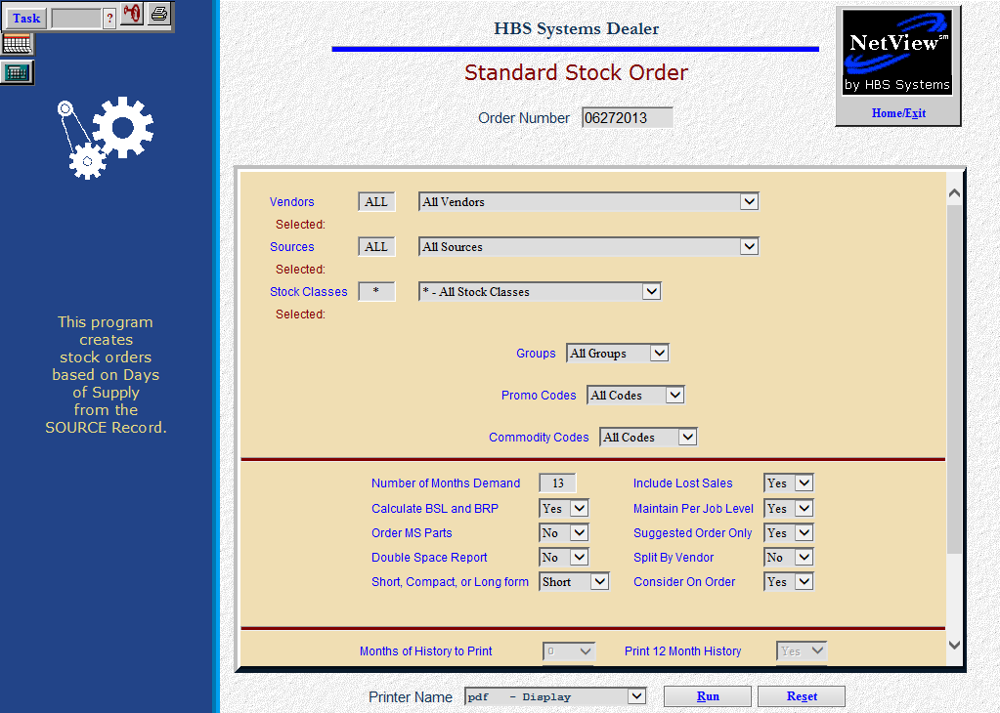 Task ?
HBS Systems Dealer
Standard Stock Order
Order Number 06272013
NetView SM
by HBS Systems
Home/Exit
This program
creates
stock orders
based on Days
of Supply
from the
SOURCE Record.
Vendors ALL All Vendors
Selected:
Sources ALL All Sources
Selected:
Stock Classes * * - All Stock Classes
Selected:
Groups All Groups
Promo Codes All Codes
Commodity Codes All Codes
Number of Months Demand 13 Include Lost Sales Yes
Calculate BSL and BRP Yes Maintain Per Job Level Yes
Order MS Parts No Suggested Order Only Yes
Double Space Report No Split By Vendor No
Short, Compact, or Long form Short Consider On Order Yes
Months of History to Print 0 Print 12 Month History Yes
Printer Name pdf - Display Run Reset